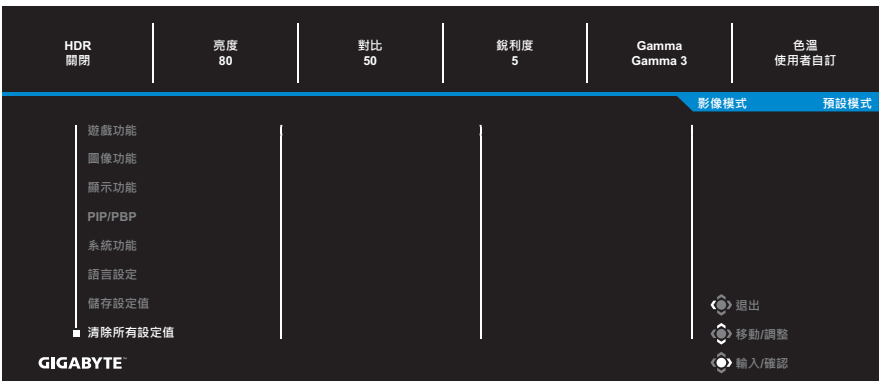 HDR
關閉
亮度
80
對比
50
銳利度
5
Gamma
Gamma 3
色溫
使用者自訂
影像模式 預設模式
遊戲功能
圖像功能
顯示功能
PIP/PBP
系統功能
語言設定
儲存設定值
清除所有設定值
退出
移動/調整
輸入/確認
GIGABYTE™